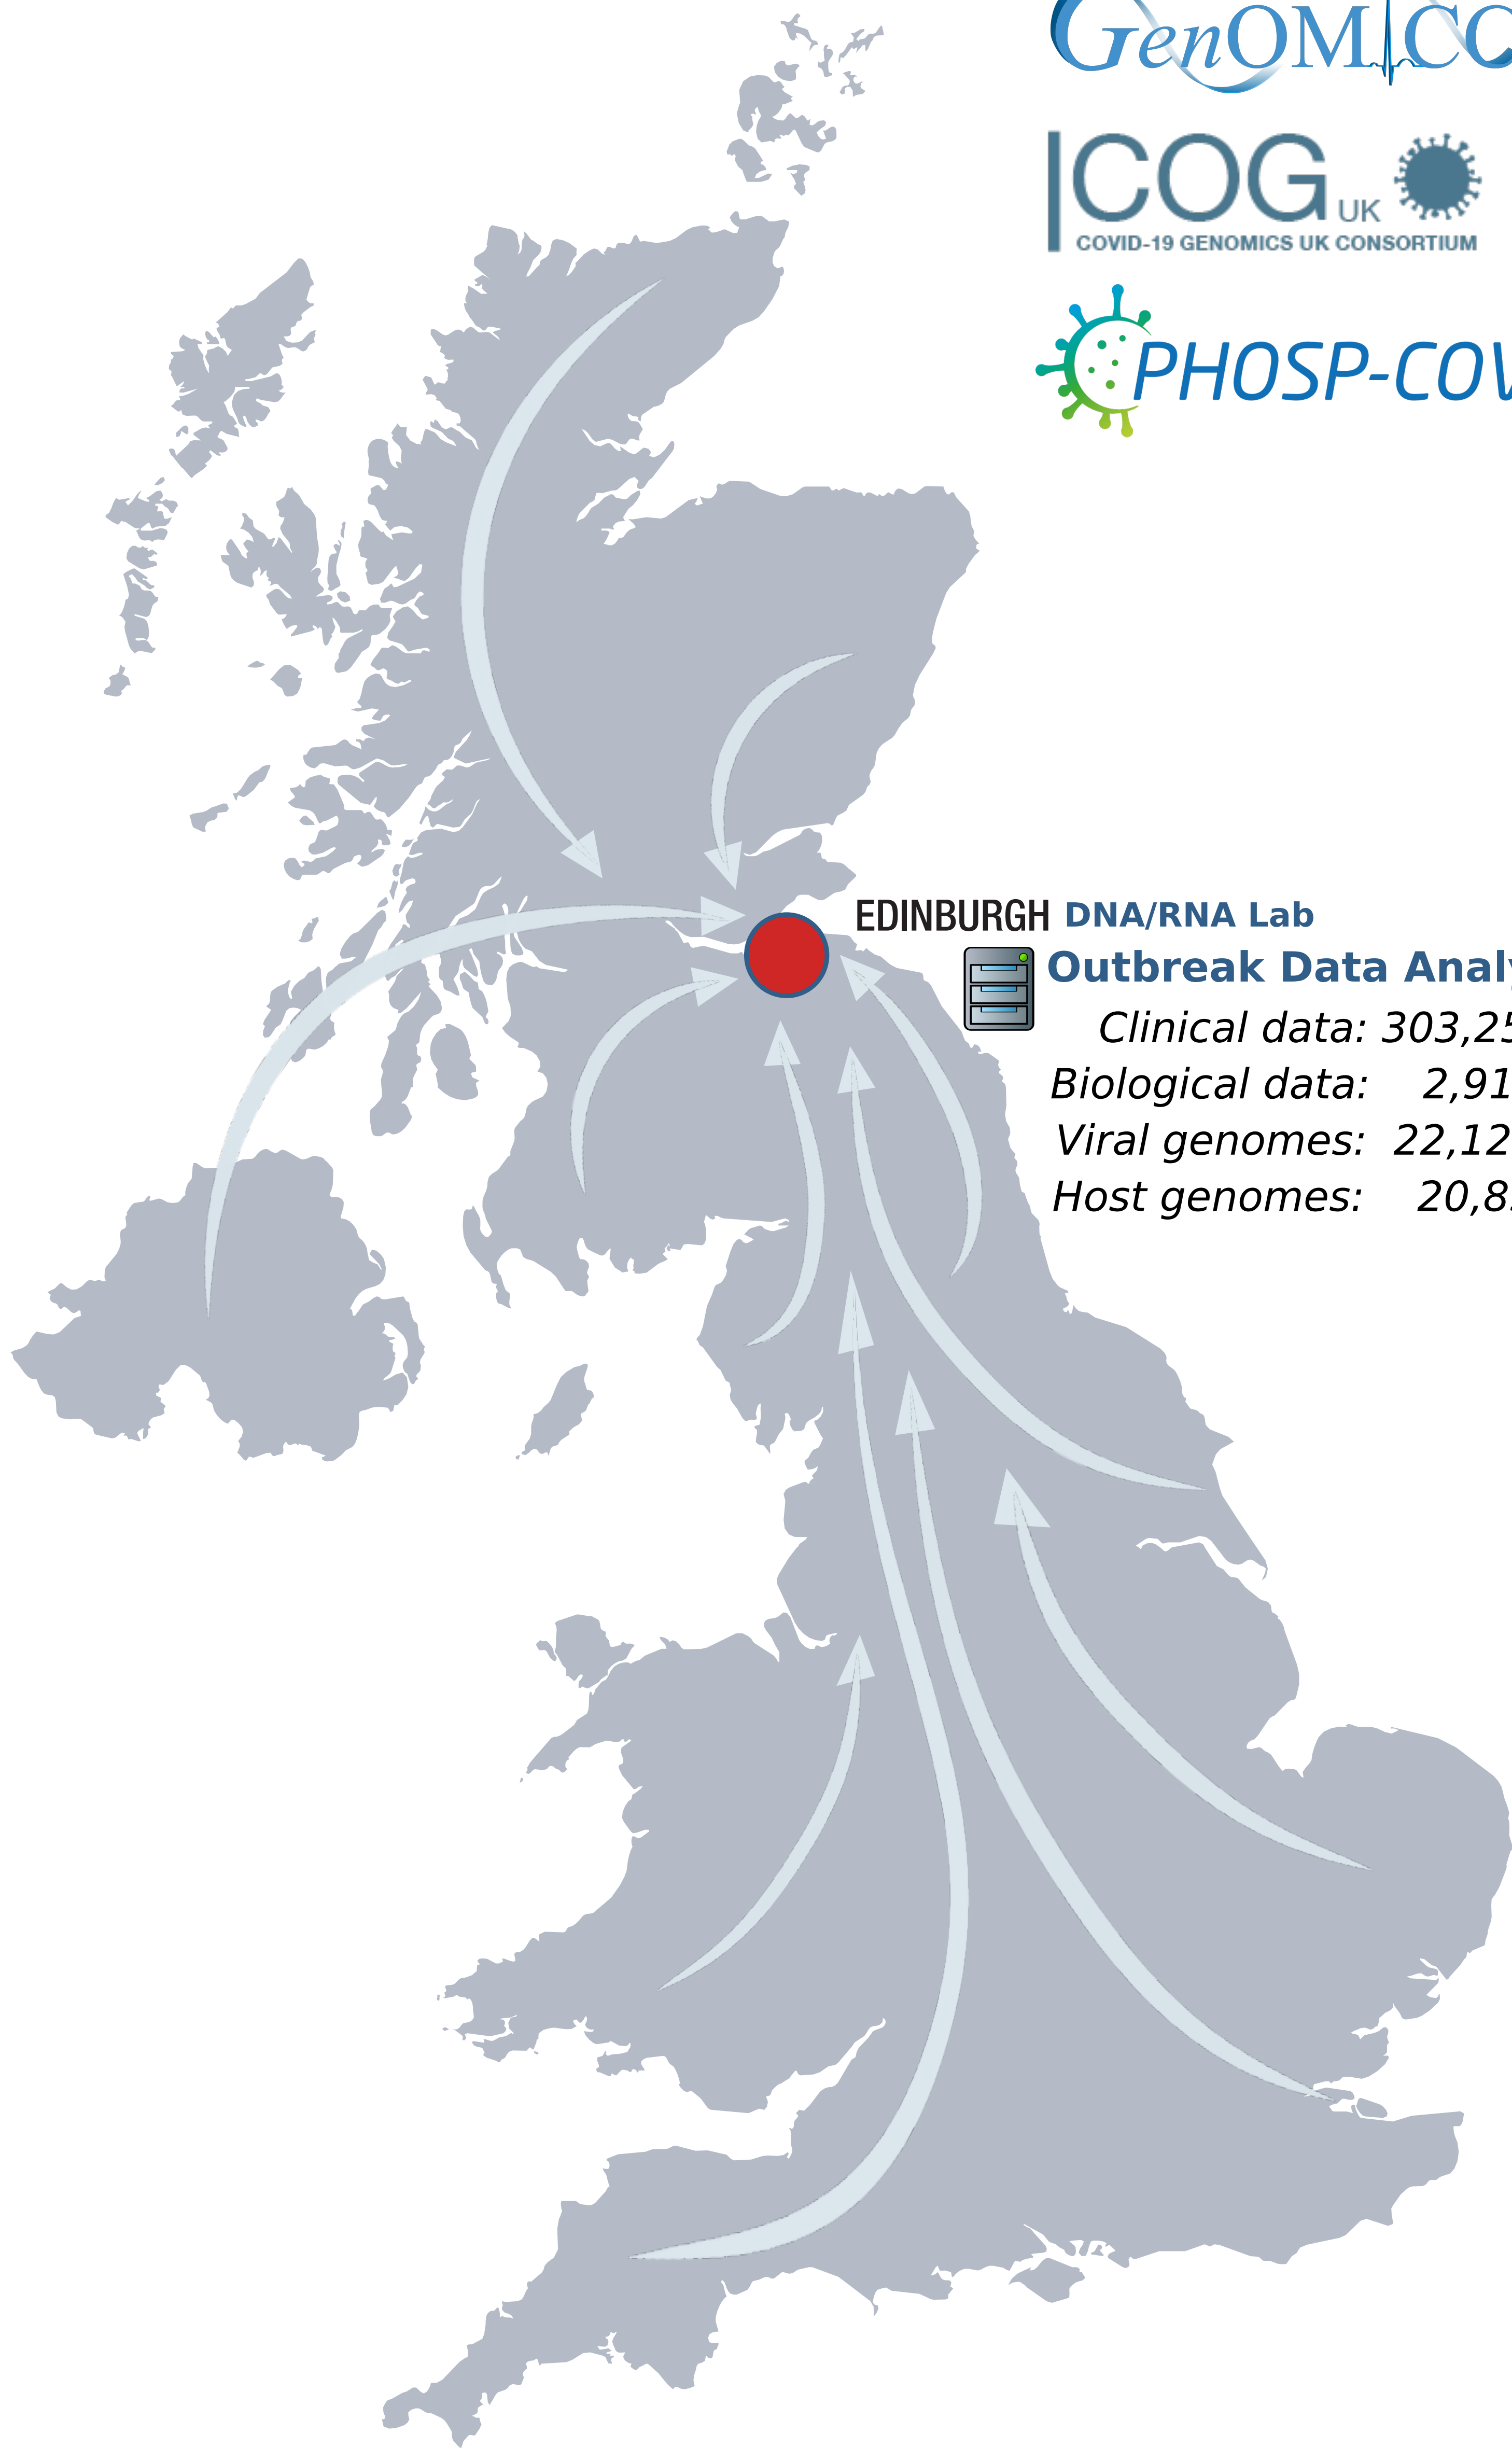 GenOMICC
COG UK
COVID-19 GENOMICS UK CONSORTIUM
PHOSP-COV
EDINBURGH DNA/RNA Lab
Outbreak Data Analy
Clinical data: 303,25
Biological data: 2,91
Viral genomes: 22,12
Host genomes: 20,8